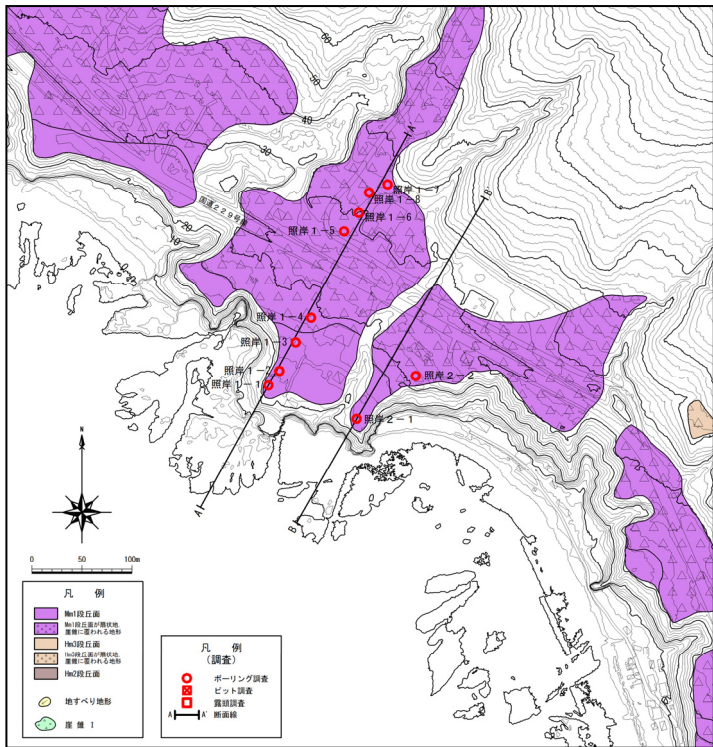 60
50
40
30
20
10
国道229号線
A'
B'
照岸1-7
照岸1-8
照岸1-6
照岸1-5
照岸1-4
照岸1-3
照岸1-2
照岸1-1
照岸2-2
照岸2-1
A
B
N
0 50 100m
凡 例
Mm1段丘面
Mm1段丘面が扇状地,
崖錐に覆われる地形
Hm3段丘面
Hm3段丘面が扇状地,
崖錐に覆われる地形
Hm2段丘面
地すべり地形
崖錐 I
凡 例
(調査)
ボーリング調査
ピット調査
露頭調査
A A' 断面線